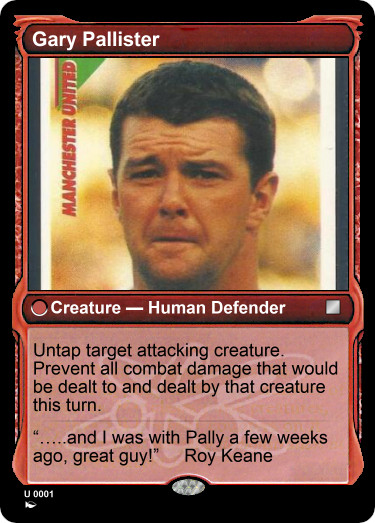 Gary Pallister
MANCHESTER UNITED
Creature — Human Defender
Untap target attacking creature.
Prevent all combat damage that would
be dealt to and dealt by that creature
this turn.
“.....and I was with Pally a few weeks
ago, great guy!” Roy Keane
U 0001